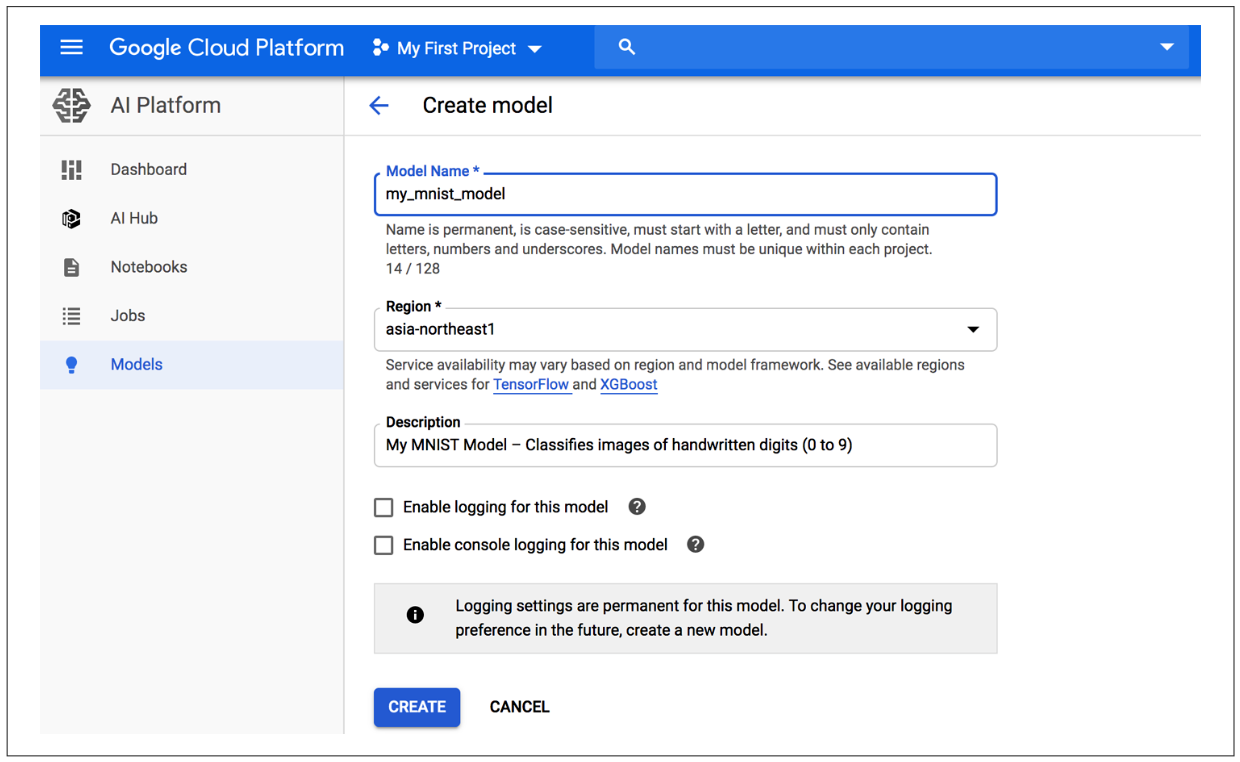 Google Cloud Platform My First Project
AI Platform
Create model
Dashboard
AI Hub
Notebooks
Jobs
Models
Model Name *
my_mnist_model
Name is permanent, is case-sensitive, must start with a letter, and must only contain
letters, numbers and underscores. Model names must be unique within each project.
14 / 128
Region *
asia-northeast1
Service availability may vary based on region and model framework. See available regions
and services for TensorFlow and XGBoost
Description
My MNIST Model – Classifies images of handwritten digits (0 to 9)
Enable logging for this model
Enable console logging for this model
Logging settings are permanent for this model. To change your logging
preference in the future, create a new model.
CREATE CANCEL